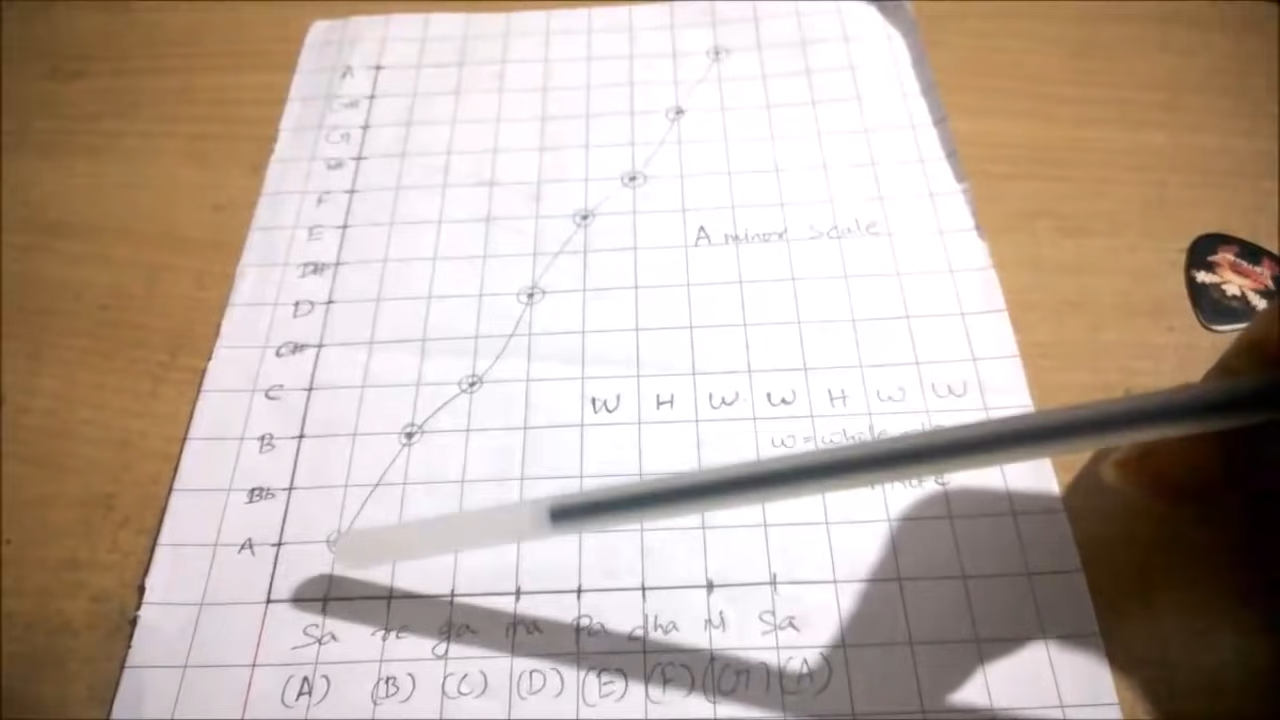 A
G#
G
F
E
D#
D
C#
C
B
Bb
A
A minor scale
W H W W H W W
W = whole
Sa re ga ma Pa dha Ni Sa
(A) (B) (C) (D) (E) (F) (G) (A)